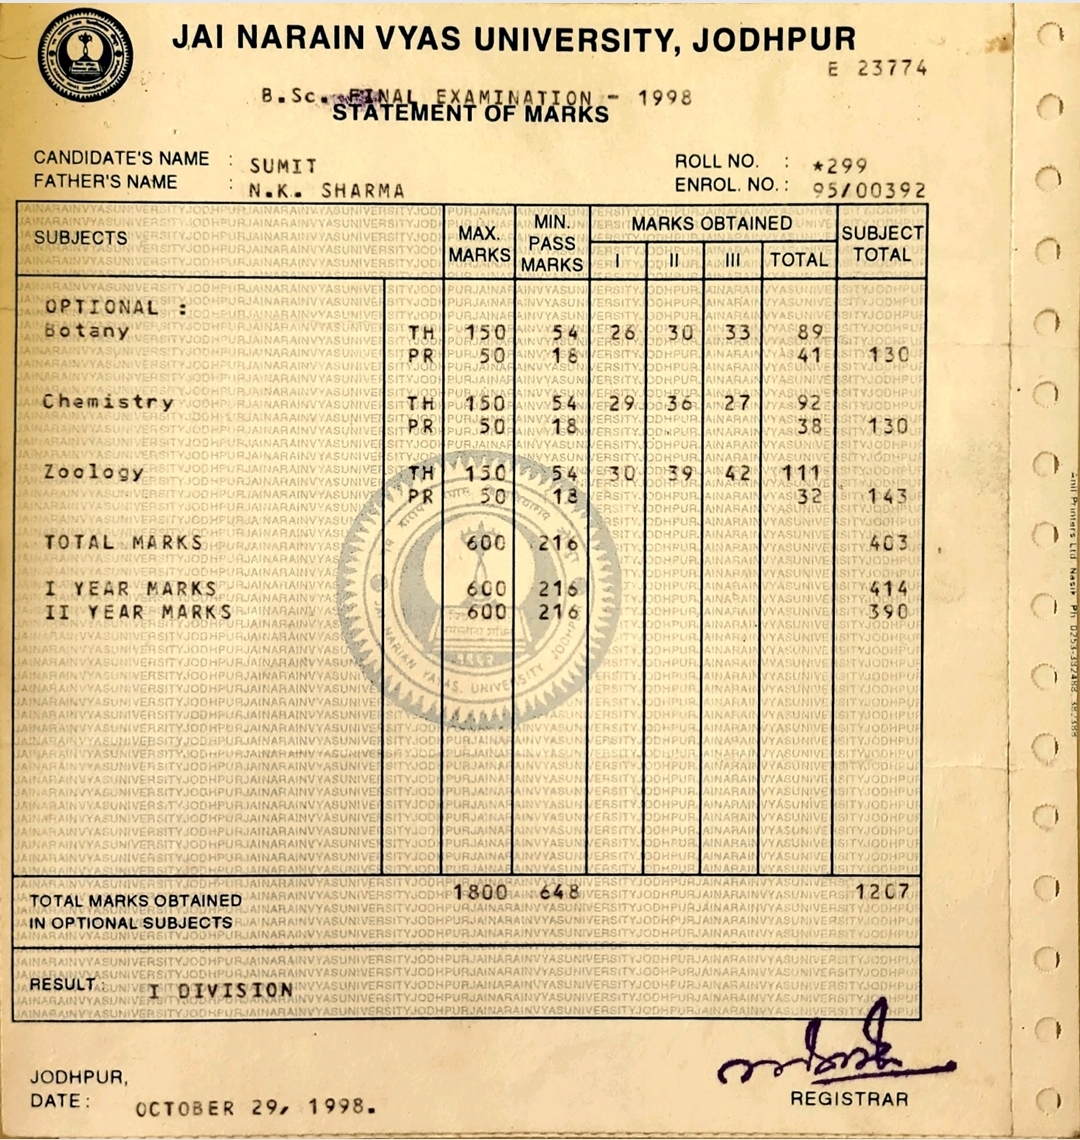 JAI NARAIN VYAS UNIVERSITY, JODHPUR
E 23774
B.Sc. FINAL EXAMINATION - 1998
STATEMENT OF MARKS
CANDIDATE'S NAME : SUMIT ROLL NO. : *299
FATHER'S NAME : N.K. SHARMA ENROL. NO. : 95/00392
SUBJECTS MAX. MARKS MIN. PASS MARKS MARKS OBTAINED SUBJECT TOTAL
I II III TOTAL
OPTIONAL :
Botany TH 150 54 26 30 33 89
PR 50 18 41 130
Chemistry TH 150 54 29 36 27 92
PR 50 18 38 130
Zoology TH 150 54 30 39 42 111
PR 50 18 32 143
TOTAL MARKS 600 216 403
I YEAR MARKS 600 216 414
II YEAR MARKS 600 216 390
TOTAL MARKS OBTAINED 1800 648 1207
IN OPTIONAL SUBJECTS
RESULT : I DIVISION
JODHPUR,
DATE : OCTOBER 29, 1998.
REGISTRAR